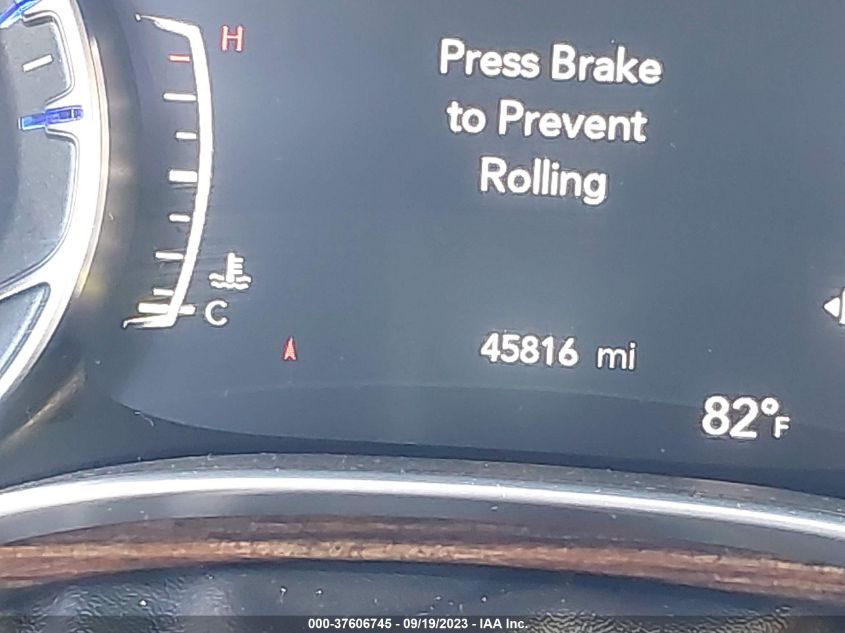 H
Press Brake
to Prevent
Rolling
C
45816 mi
82°F
000-37606745 - 09/19/2023 - IAA Inc.